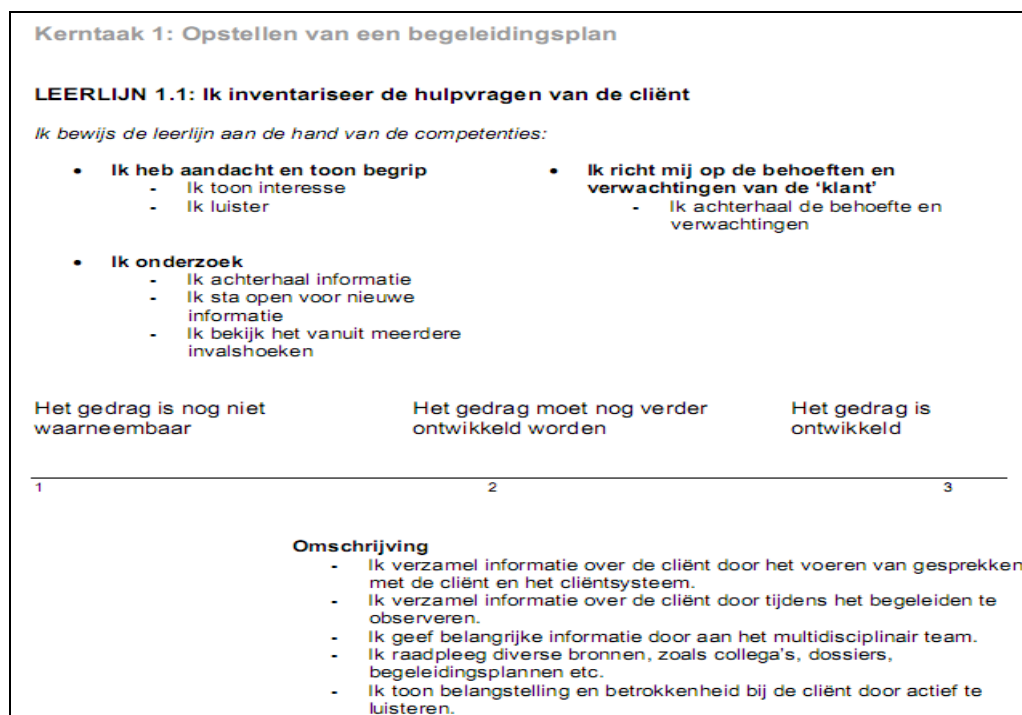 Kerntaak 1: Opstellen van een begeleidingsplan
LEERLIJN 1.1: Ik inventariseer de hulpvragen van de cliënt
Ik bewijs de leerlijn aan de hand van de competenties:
• Ik heb aandacht en toon begrip
- Ik toon interesse
- Ik luister
• Ik onderzoek
- Ik achterhaal informatie
- Ik sta open voor nieuwe
informatie
- Ik bekijk het vanuit meerdere
invalshoeken
• Ik richt mij op de behoeften en
verwachtingen van de ‘klant’
- Ik achterhaal de behoefte en
verwachtingen
Het gedrag is nog niet
waarneembaar
Het gedrag moet nog verder
ontwikkeld worden
Het gedrag is
ontwikkeld
1 2 3
Omschrijving
- Ik verzamel informatie over de cliënt door het voeren van gesprekken
met de cliënt en het cliëntsysteem.
- Ik verzamel informatie over de cliënt door tijdens het begeleiden te
observeren.
- Ik geef belangrijke informatie door aan het multidisciplinair team.
- Ik raadpleeg diverse bronnen, zoals collega's, dossiers,
begeleidingsplannen etc.
- Ik toon belangstelling en betrokkenheid bij de cliënt door actief te
luisteren.